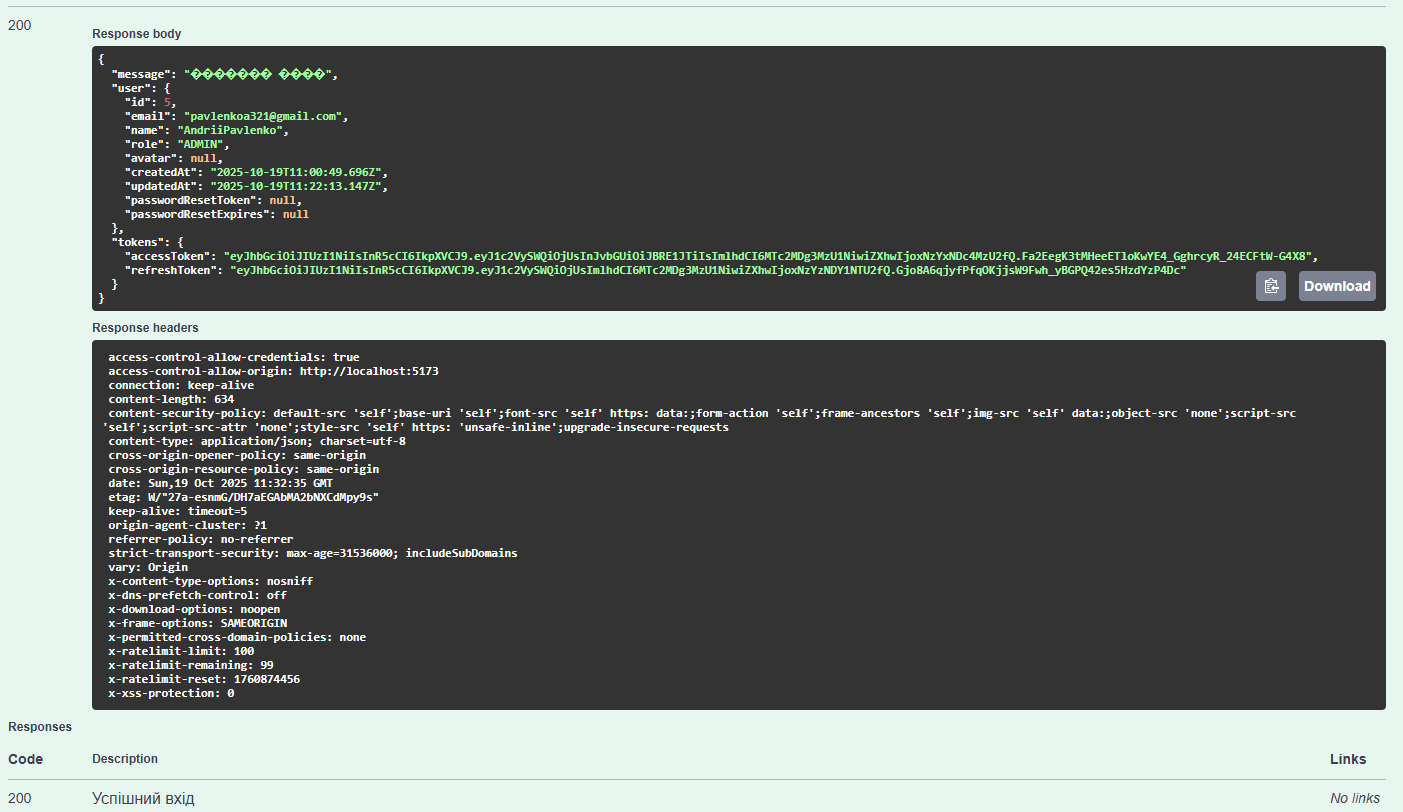 200
Response body
{
"message": "������� ����",
"user": {
"id": 5,
"email": "pavlenkoa321@gmail.com",
"name": "AndriiPavlenko",
"role": "ADMIN",
"avatar": null,
"createdAt": "2025-10-19T11:00:49.696Z",
"updatedAt": "2025-10-19T11:22:13.147Z",
"passwordResetToken": null,
"passwordResetExpires": null
},
"tokens": {
"accessToken": "eyJhbGciOiJIUzI1NiIsInR5cCI6IkpXVCJ9.eyJ1c2VySWQiOjUsInJvbGUiOiJBRE1JTiIsImlhdCI6MTc2MDg3MzU1NiwiZXhwIjoxNzYxNDc4MzU2fQ.Fa2EegK3tMHeeETloKwYE4_GghrcyR_24ECFtW-G4X8",
"refreshToken": "eyJhbGciOiJIUzI1NiIsInR5cCI6IkpXVCJ9.eyJ1c2VySWQiOjUsImlhdCI6MTc2MDg3MzU1NiwiZXhwIjoxNzYzNDY1NTU2fQ.Gjo8A6qjyfPfqOKjjsW9Fwh_yBGPQ42es5HzdYzP4Dc"
}
}
Download
Response headers
access-control-allow-credentials: true
access-control-allow-origin: http://localhost:5173
connection: keep-alive
content-length: 634
content-security-policy: default-src 'self';base-uri 'self';font-src 'self' https: data:;form-action 'self';frame-ancestors 'self';img-src 'self' data:;object-src 'none';script-src
'self';script-src-attr 'none';style-src 'self' https: 'unsafe-inline';upgrade-insecure-requests
content-type: application/json; charset=utf-8
cross-origin-opener-policy: same-origin
cross-origin-resource-policy: same-origin
date: Sun,19 Oct 2025 11:32:35 GMT
etag: W/"27a-esnmG/DH7aEGAbMA2bNXCdMpy9s"
keep-alive: timeout=5
origin-agent-cluster: ?1
referrer-policy: no-referrer
strict-transport-security: max-age=31536000; includeSubDomains
vary: Origin
x-content-type-options: nosniff
x-dns-prefetch-control: off
x-download-options: noopen
x-frame-options: SAMEORIGIN
x-permitted-cross-domain-policies: none
x-ratelimit-limit: 100
x-ratelimit-remaining: 99
x-ratelimit-reset: 1760874456
x-xss-protection: 0
Responses
Code Description Links
200 Успішний вхід No links